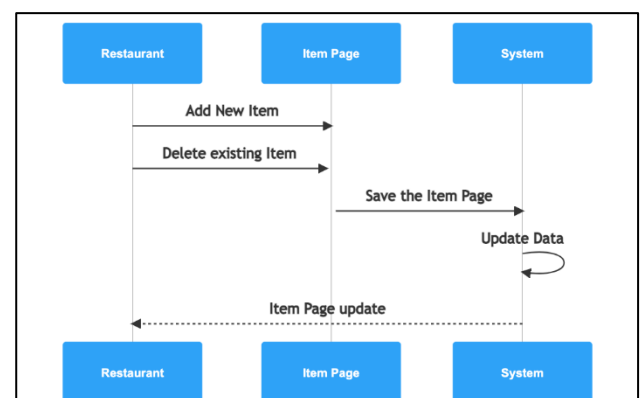 Restaurant
Item Page
System
Add New Item
Delete existing Item
Save the Item Page
Update Data
Item Page update
Restaurant
Item Page
System